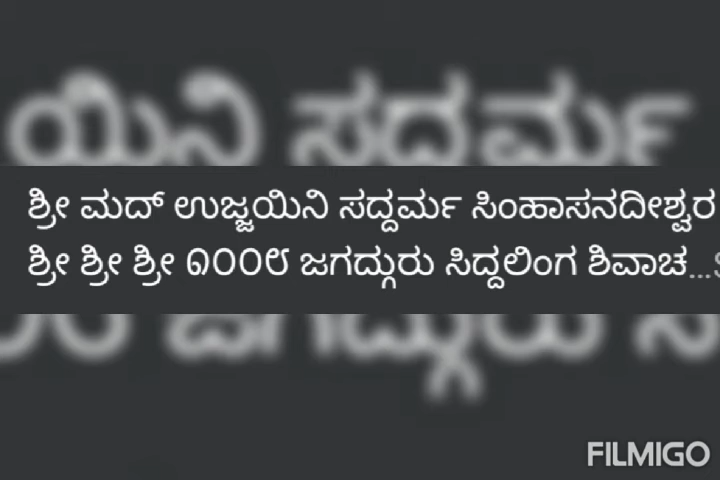 ಶ್ರೀ ಮದ್ ಉಜ್ಜಯಿನಿ ಸದ್ದರ್ಮ ಸಿಂಹಾಸನದೀಶ್ವರ
ಶ್ರೀ ಶ್ರೀ ಶ್ರೀ ೧೦೦೮ ಜಗದ್ಗುರು ಸಿದ್ದಲಿಂಗ ಶಿವಾಚ...
FILMIGO